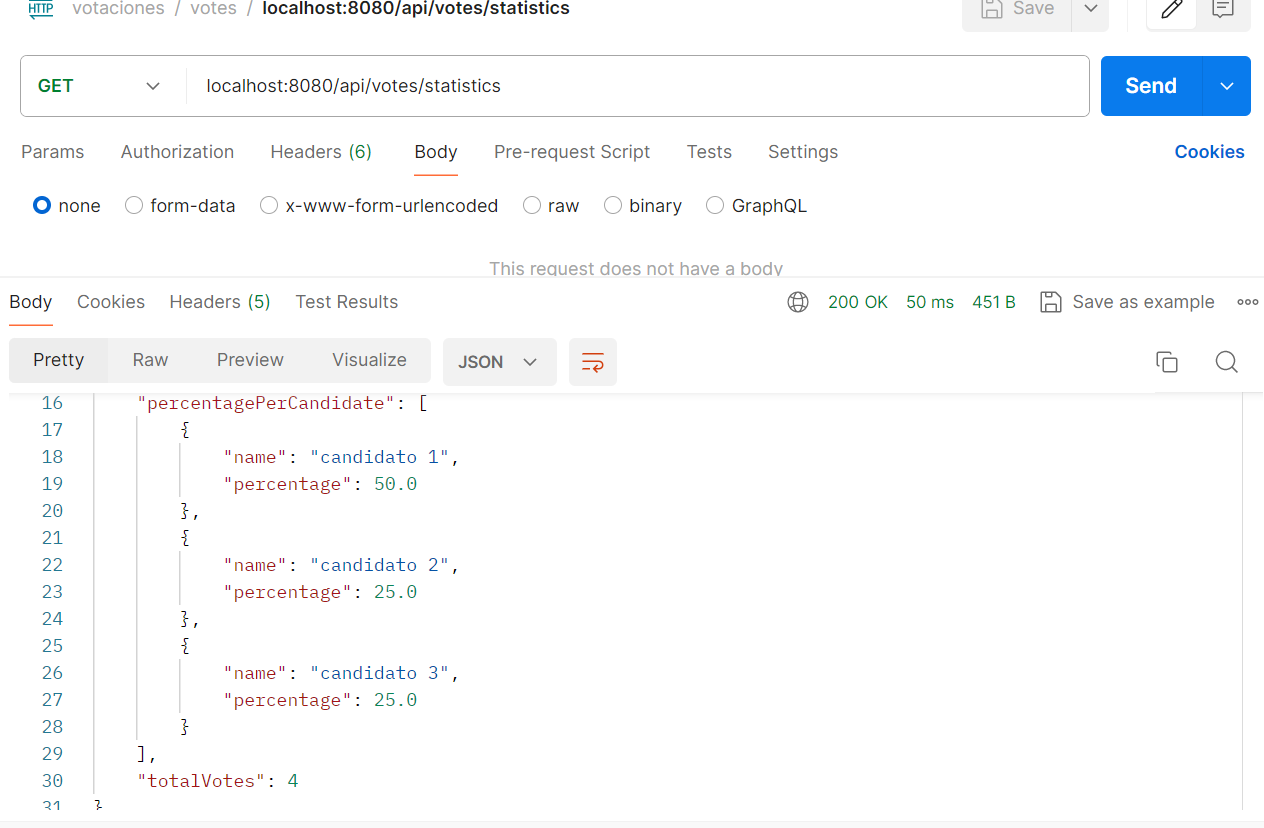 HTTP votaciones / votes / localhost:8080/api/votes/statistics Save
GET localhost:8080/api/votes/statistics Send
Params Authorization Headers (6) Body Pre-request Script Tests Settings Cookies
none form-data x-www-form-urlencoded raw binary GraphQL
This request does not have a body
Body Cookies Headers (5) Test Results 200 OK 50 ms 451 B Save as example
Pretty Raw Preview Visualize JSON
16 "percentagePerCandidate": [
17 {
18 "name": "candidato 1",
19 "percentage": 50.0
20 },
21 {
22 "name": "candidato 2",
23 "percentage": 25.0
24 },
25 {
26 "name": "candidato 3",
27 "percentage": 25.0
28 }
29 ],
30 "totalVotes": 4
31 }